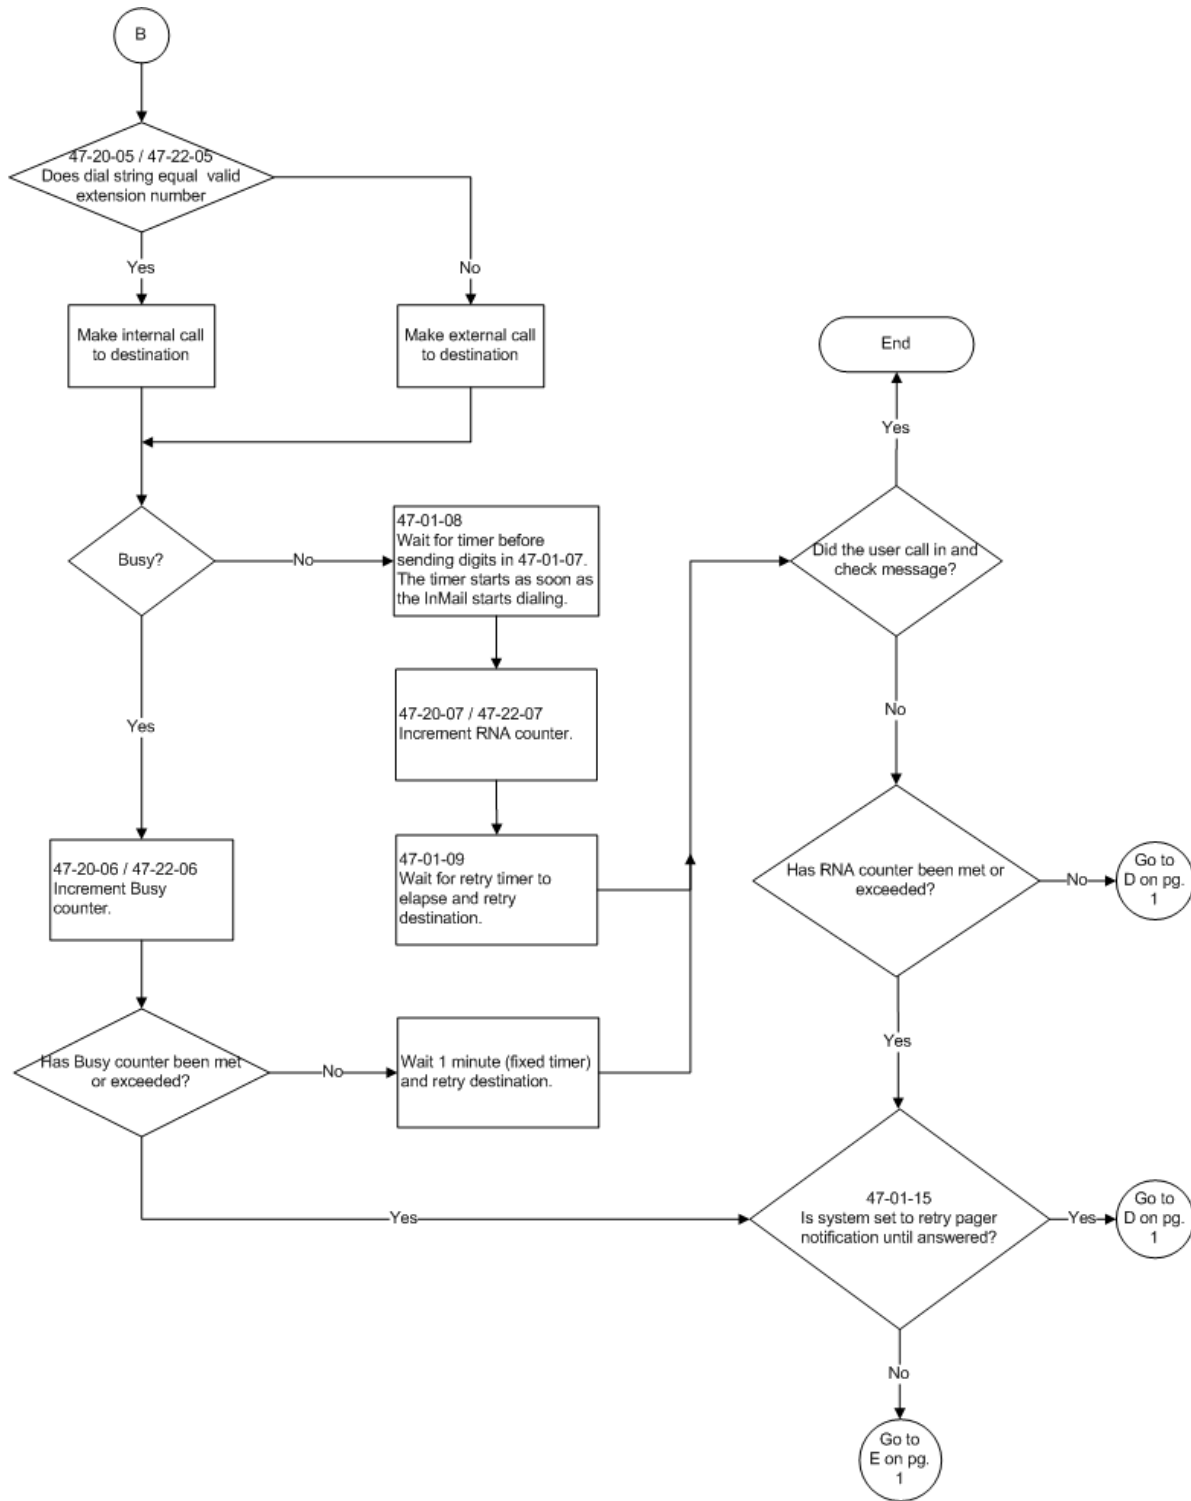 B
47-20-05 / 47-22-05
Does dial string equal valid
extension number
Yes
No
Make internal call
to destination
Make external call
to destination
End
Yes
Busy?
No
47-01-08
Wait for timer before
sending digits in 47-01-07.
The timer starts as soon as
the InMail starts dialing.
Did the user call in and
check message?
Yes
47-20-07 / 47-22-07
Increment RNA counter.
No
47-20-06 / 47-22-06
Increment Busy
counter.
47-01-09
Wait for retry timer to
elapse and retry
destination.
Has RNA counter been met or
exceeded?
No
Go to
D on pg.
1
Has Busy counter been met
or exceeded?
No
Wait 1 minute (fixed timer)
and retry destination.
Yes
Yes
47-01-15
Is system set to retry pager
notification until answered?
Yes
Go to
D on pg.
1
No
Go to
E on pg.
1